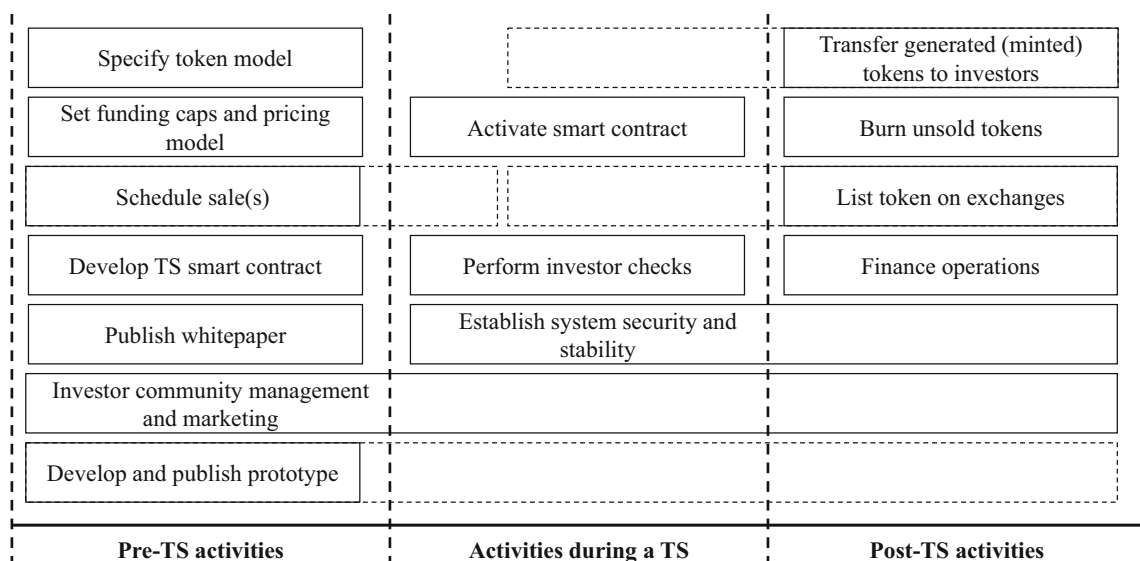 Specify token model
Transfer generated (minted)
tokens to investors
Set funding caps and pricing
model
Activate smart contract
Burn unsold tokens
Schedule sale(s)
List token on exchanges
Develop TS smart contract
Perform investor checks
Finance operations
Publish whitepaper
Establish system security and
stability
Investor community management
and marketing
Develop and publish prototype
Pre-TS activities
Activities during a TS
Post-TS activities